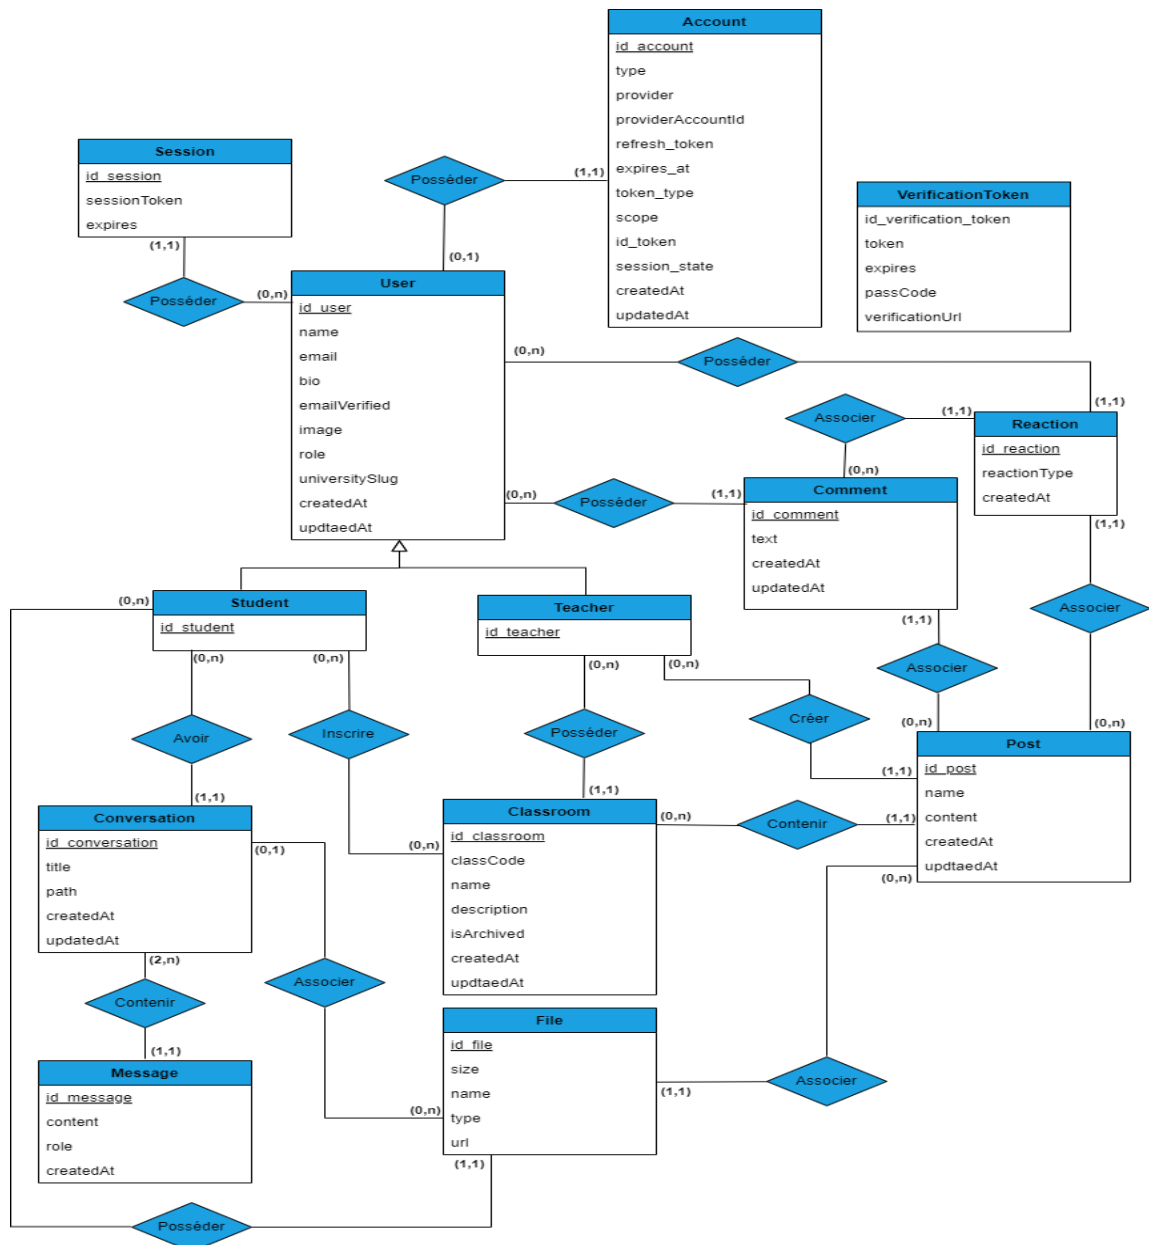 Account
id_account
type
provider
providerAccountId
refresh_token
expires_at
token_type
scope
id_token
session_state
createdAt
updatedAt
Session
id_session
sessionToken
expires
(1,1)
Posséder
(0,n)
Posséder
(1,1)
(0,1)
VerificationToken
id_verification_token
token
expires
passCode
verificationUrl
User
id_user
name
email
bio
emailVerified
image
role
universitySlug
createdAt
updtaedAt
(0,n)
Posséder
(1,1)
Associer
(1,1)
(0,n)
Reaction
id_reaction
reactionType
createdAt
(1,1)
(0,n)
Posséder
(1,1)
Comment
id_comment
text
createdAt
updatedAt
(1,1)
Associer
Associer
(0,n)
(0,n)
(0,n)
Student
id_student
(0,n)
(0,n)
Teacher
id_teacher
(0,n)
(0,n)
Avoir
Inscrire
Posséder
Créer
(1,1)
(1,1)
(1,1)
Post
id_post
name
content
createdAt
updtaedAt
(0,n)
Conversation
id_conversation
title
path
createdAt
updatedAt
(0,1)
(2,n)
(0,n)
Classroom
id_classroom
classCode
name
description
isArchived
createdAt
updtaedAt
(0,n)
Contenir
(1,1)
Contenir
(1,1)
Associer
(0,n)
Message
id_message
content
role
createdAt
File
id_file
size
name
type
url
(1,1)
Associer
(1,1)
Posséder